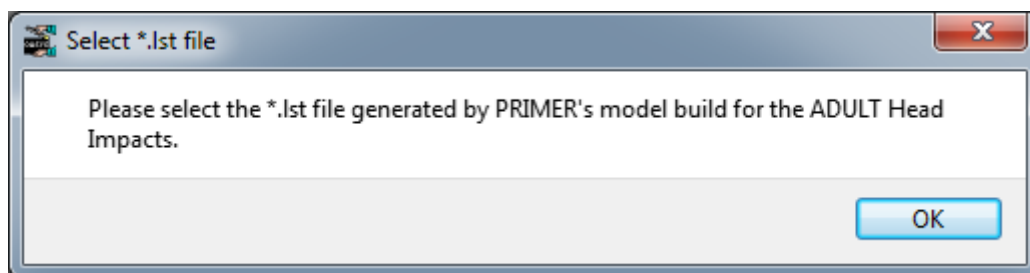 Select *.lst file
Please select the *.lst file generated by PRIMER's model build for the ADULT Head
Impacts.
OK